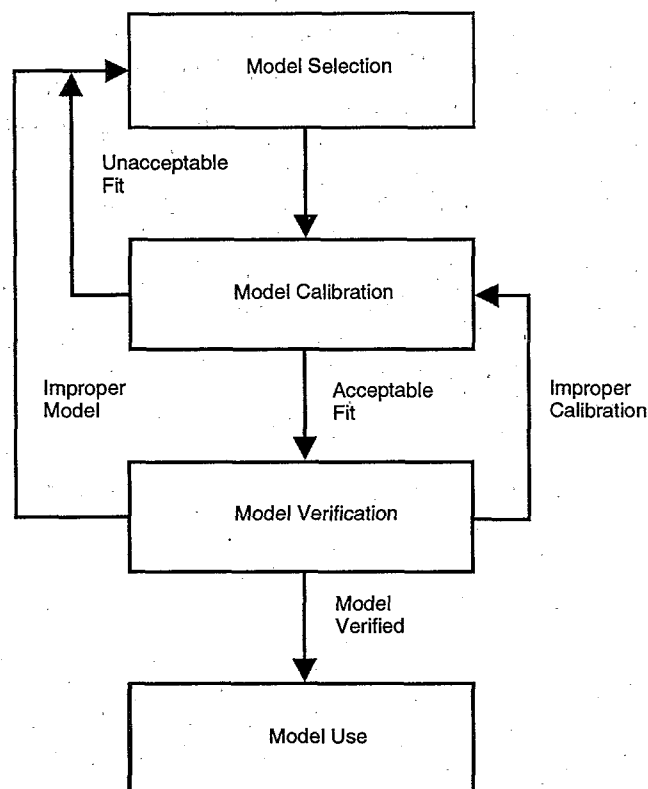 Model Selection
Unacceptable
Fit
Model Calibration
Improper
Model
Acceptable
Fit
Improper
Calibration
Model Verification
Model
Verified
Model Use